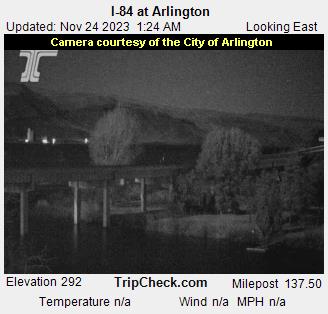 I-84 at Arlington
Updated: Nov 24 2023 1:24 AM Looking East
Camera courtesy of the City of Arlington
Elevation 292 TripCheck.com Milepost 137.50
Temperature n/a Wind n/a MPH n/a